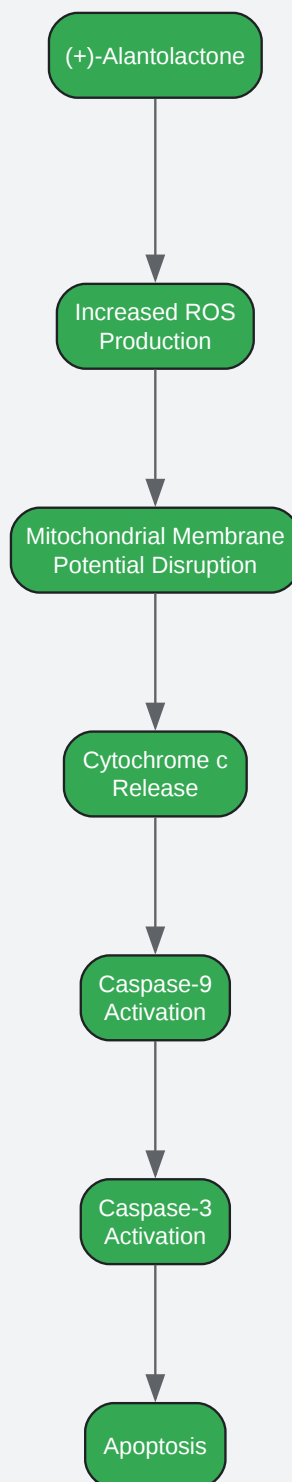 (+)-Alantolactone
Increased ROS
Production
Mitochondrial Membrane
Potential Disruption
Cytochrome c
Release
Caspase-9
Activation
Caspase-3
Activation
Apoptosis